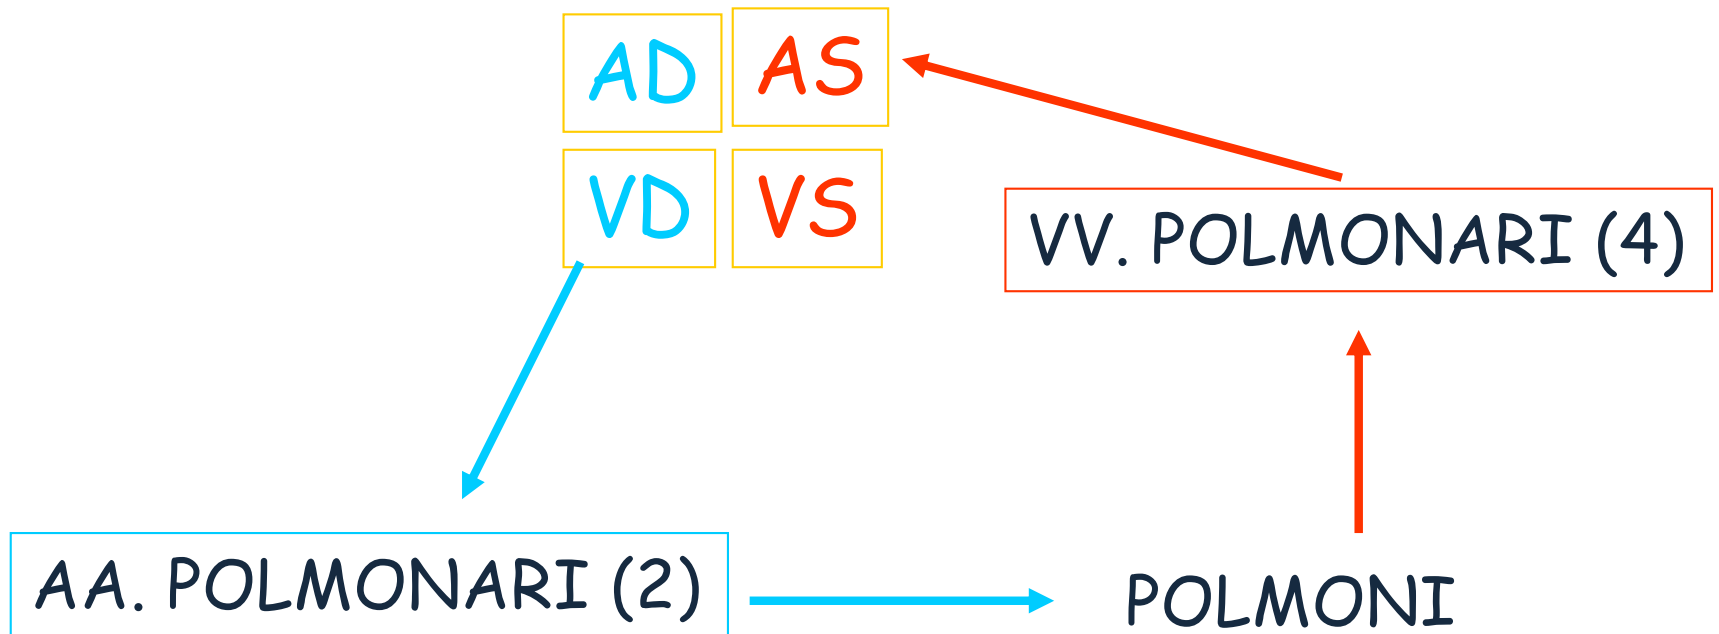 AD AS
VD VS
VV. POLMONARI (4)
AA. POLMONARI (2)
POLMONI